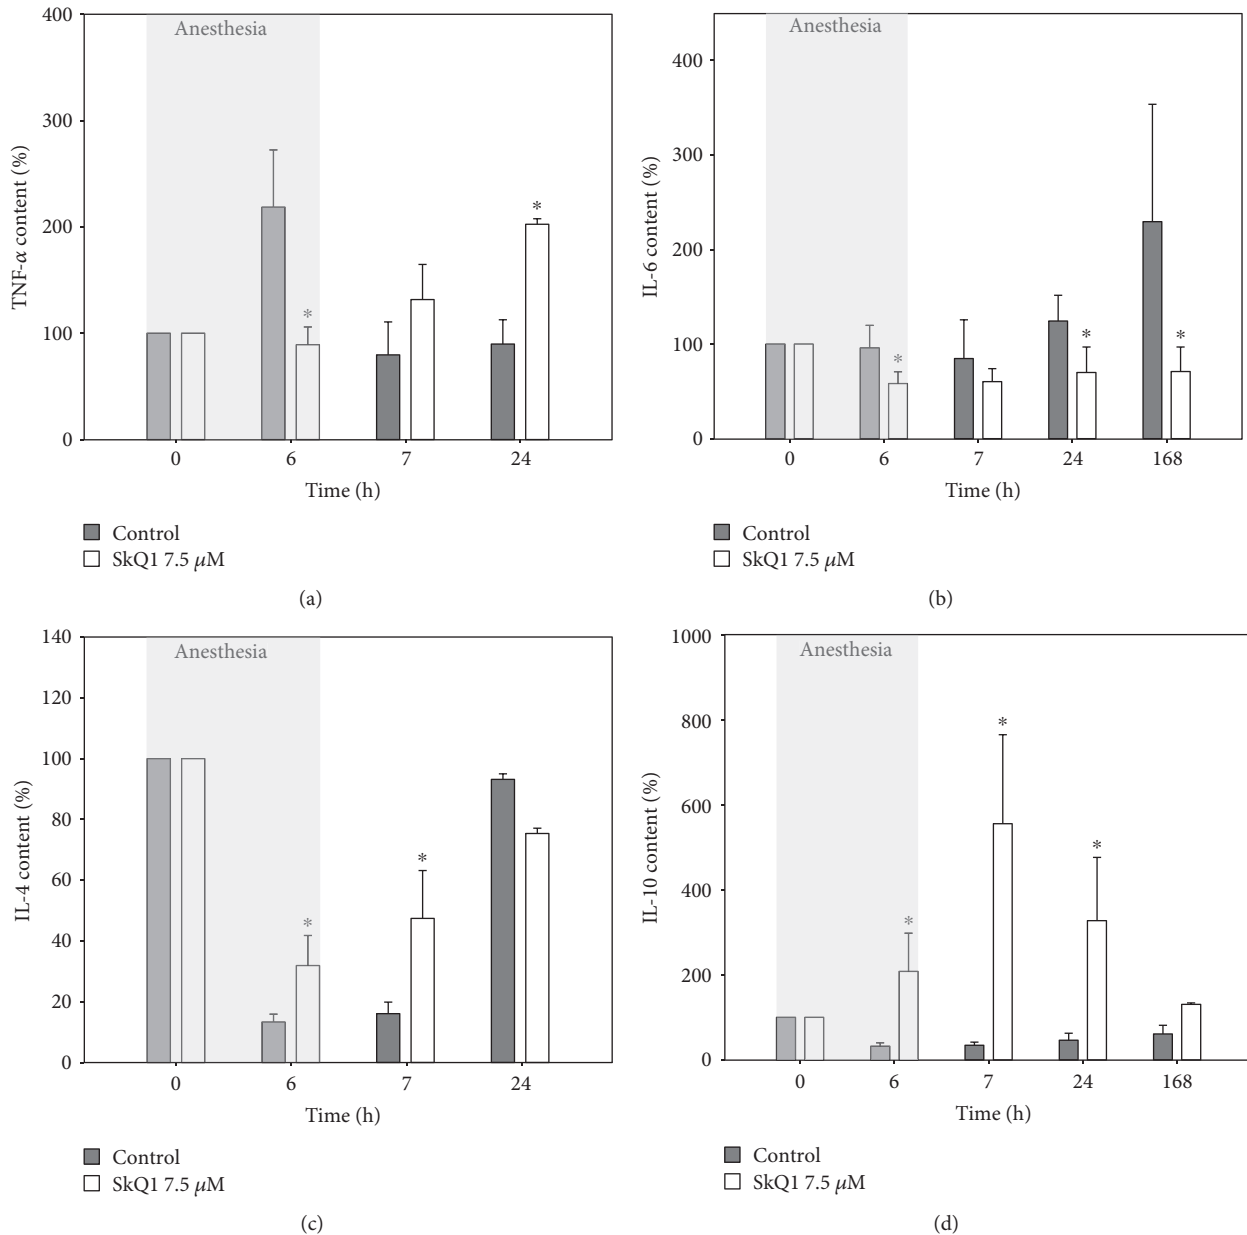 400
300
200
100
0
TNF-α content (%)
Anesthesia
*
*
0 6 7 24
Time (h)
Control
SkQ1 7.5 μM
(a)
400
300
200
100
0
IL-6 content (%)
Anesthesia
*
*
*
0 6 7 24 168
Time (h)
Control
SkQ1 7.5 μM
(b)
140
120
100
80
60
40
20
0
IL-4 content (%)
Anesthesia
*
*
0 6 7 24
Time (h)
Control
SkQ1 7.5 μM
(c)
1000
800
600
400
200
0
IL-10 content (%)
Anesthesia
*
*
*
0 6 7 24 168
Time (h)
Control
SkQ1 7.5 μM
(d)